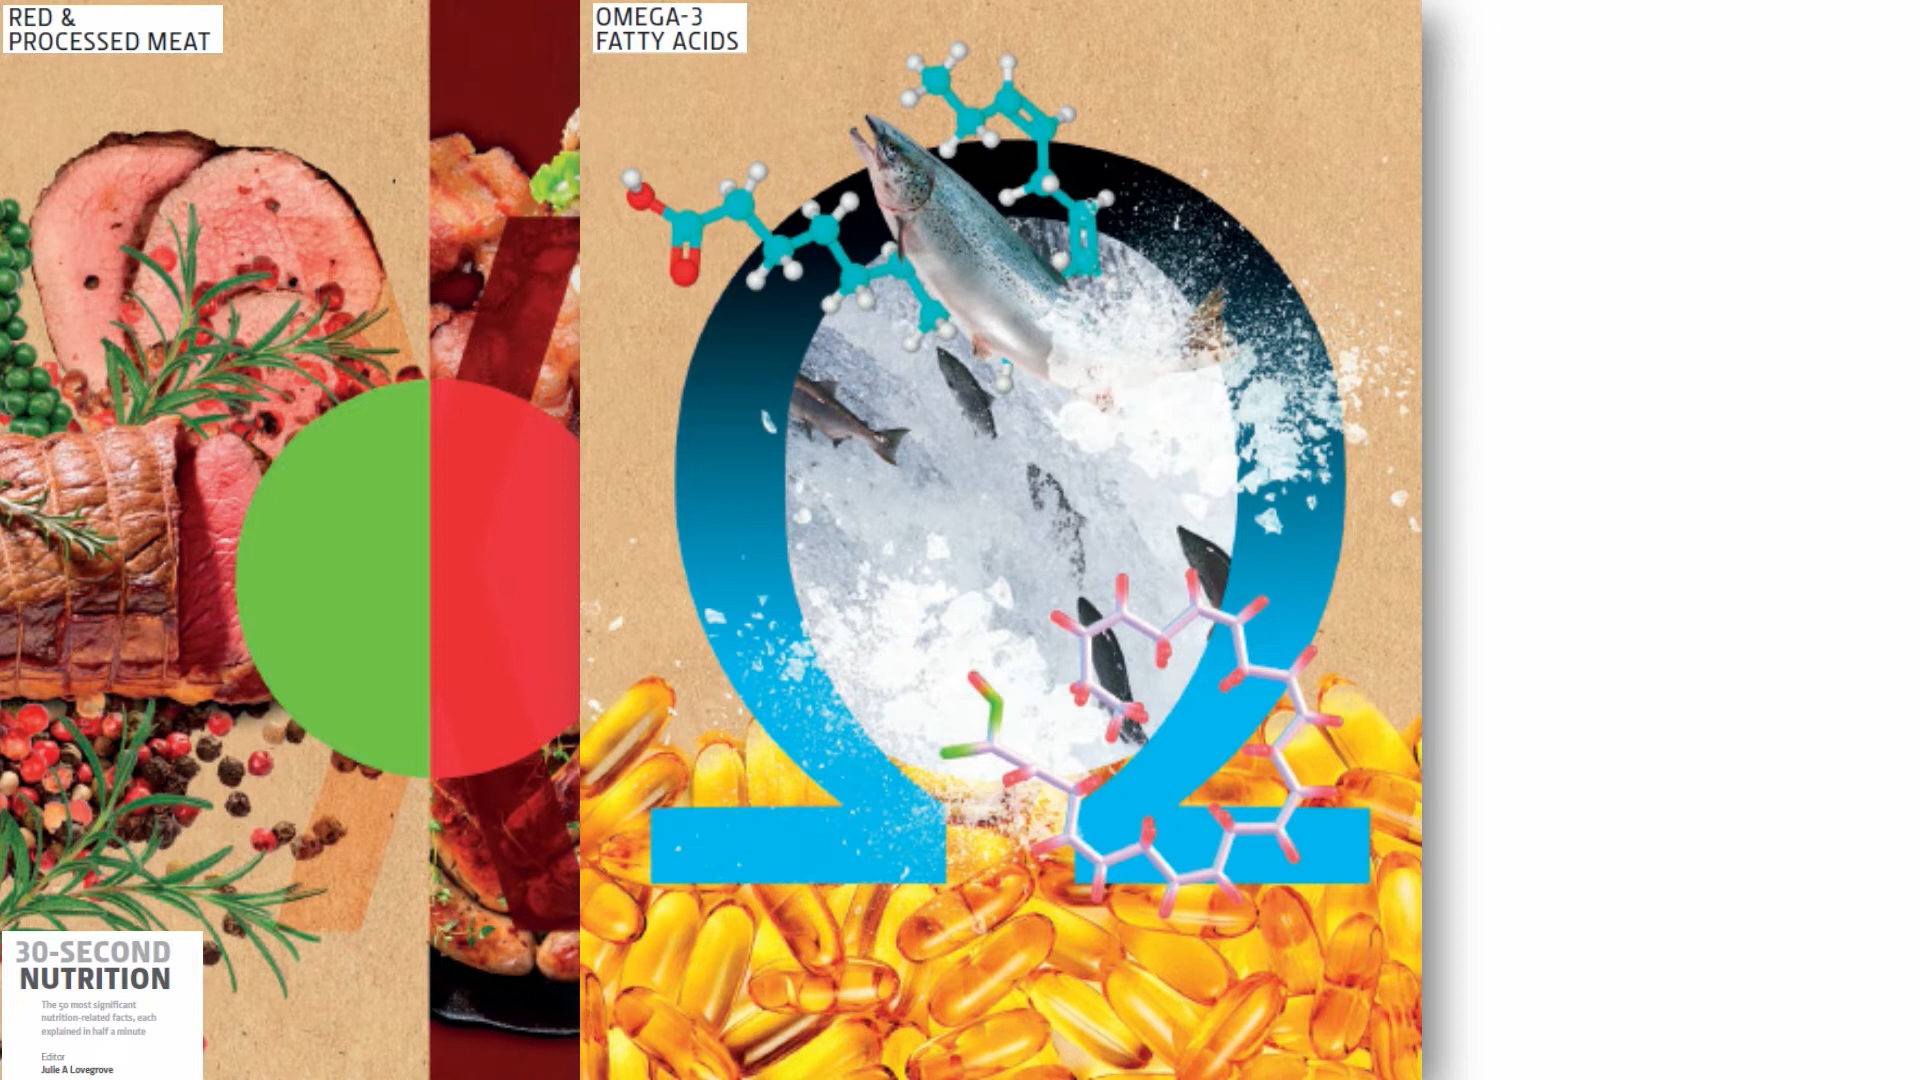 RED &
PROCESSED MEAT
OMEGA-3
FATTY ACIDS
30-SECOND
NUTRITION
The 50 most significant
nutrition-related facts, each
explained in half a minute
Editor
Julie A Lovegrove